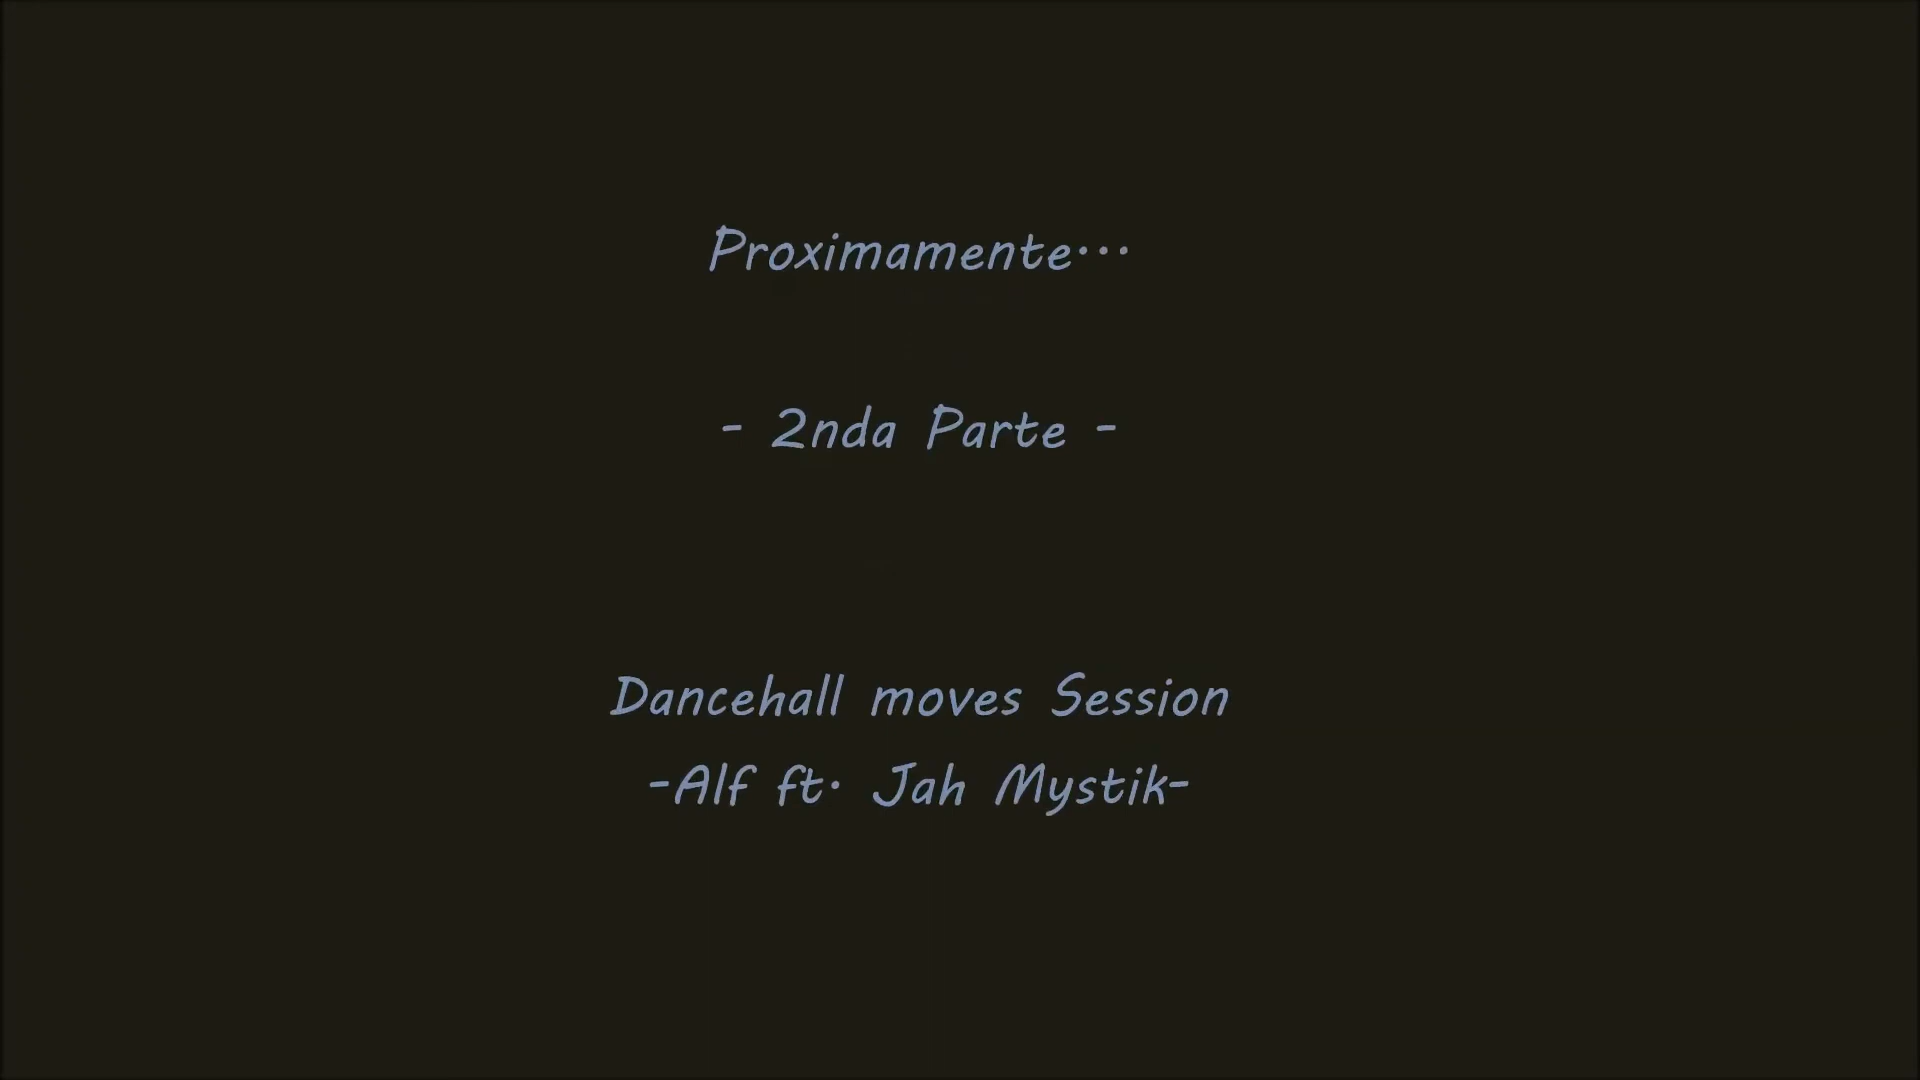 Proximamente...
- 2nda Parte -
Dancehall moves Session
-Alf ft. Jah Mystik-